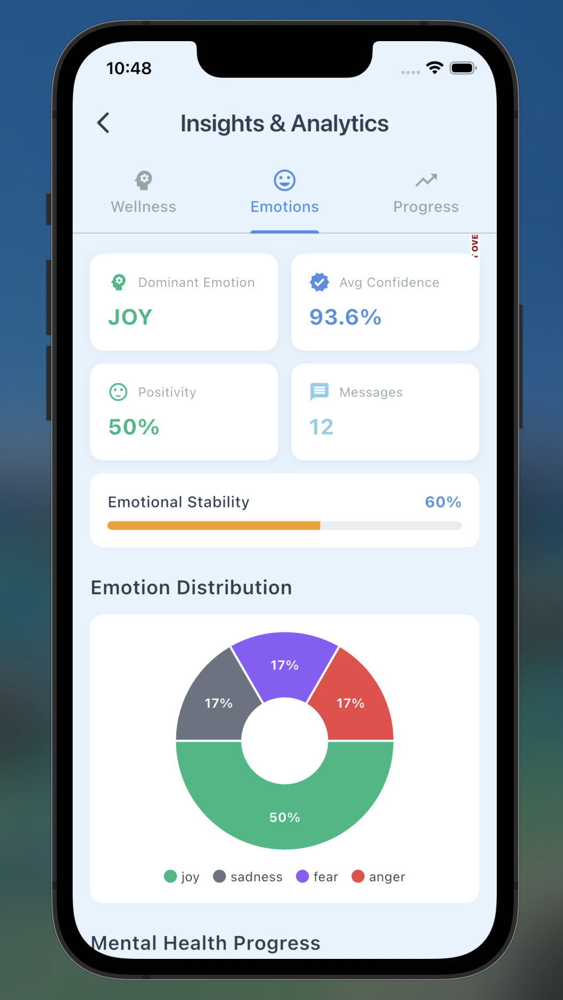 10:48
Insights & Analytics
Wellness
Emotions
Progress
OVE
Dominant Emotion
JOY
Avg Confidence
93.6%
Positivity
50%
Messages
12
Emotional Stability
60%
Emotion Distribution
17%
17%
17%
50%
joy
sadness
fear
anger
Mental Health Progress